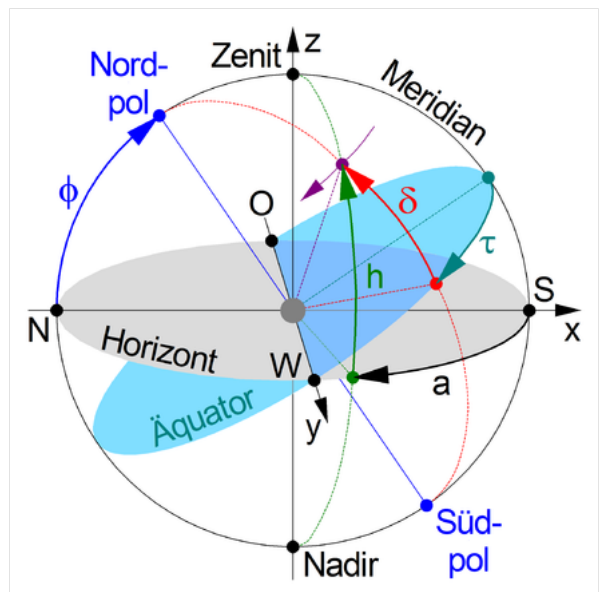 Zenit
z
Nord-
pol
Meridian
ϕ
O
δ
τ
h
N
S
x
Horizont
W
a
Äquator
y
Süd-
pol
Nadir